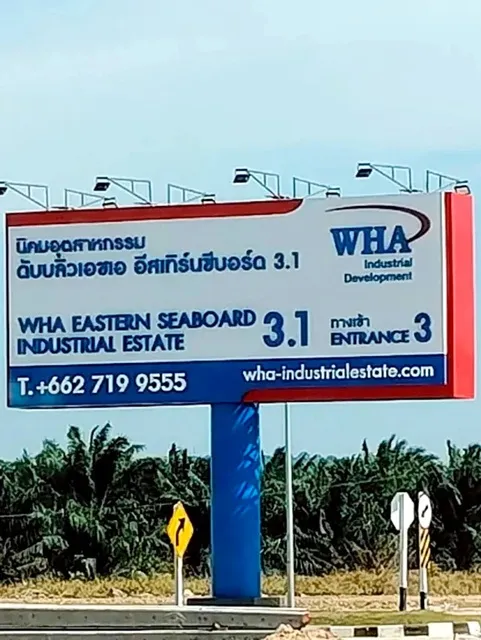 นิคมอุตสาหกรรม
ดับบลิวเอชเอ อีสเทิร์นซีบอร์ด 3.1
WHA
Industrial
Development
WHA EASTERN SEABOARD
INDUSTRIAL ESTATE
3.1
ทางเข้า
ENTRANCE 3
T.+662 719 9555
wha-industrialestate.com